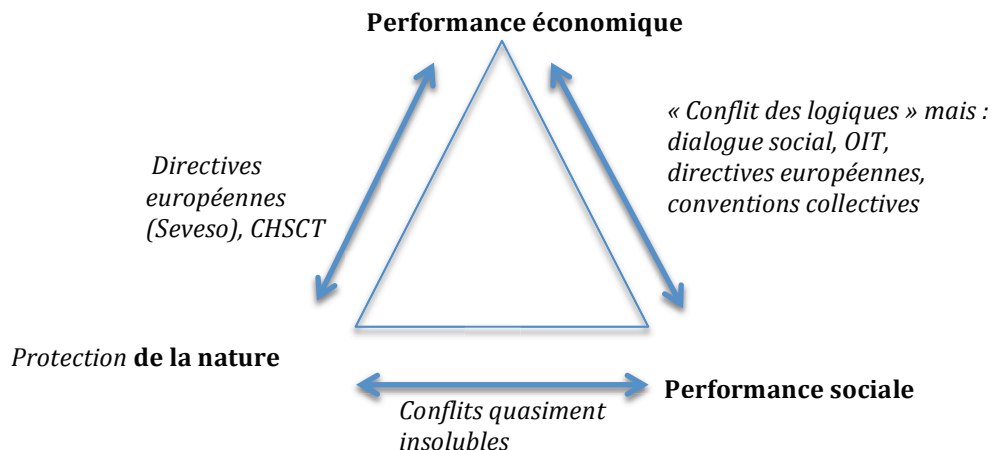 Performance économique
« Conflit des logiques » mais :
dialogue social, OIT,
directives européennes,
conventions collectives
Directives
européennes
(Seveso), CHSCT
Protection de la nature
Performance sociale
Conflits quasiment
insolubles